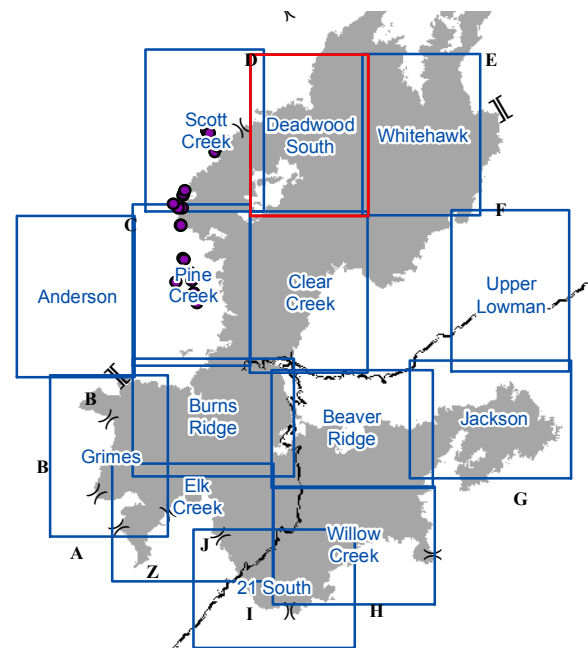 D
E
Scott
Creek
Deadwood
South
Whitehawk
C
F
Anderson
Pine
Creek
Clear
Creek
Upper
Lowman
B
Burns
Ridge
Beaver
Ridge
Jackson
B
Grimes
Elk
Creek
G
A
Z
J
Willow
Creek
21 South
I
H